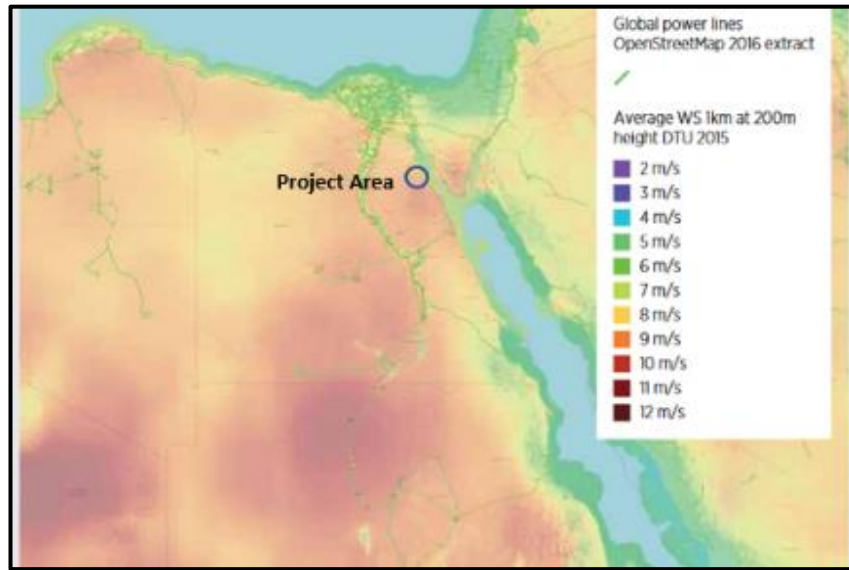 Global power lines
OpenStreetMap 2016 extract
Average WS 1km at 200m
height DTU 2015
2 m/s
3 m/s
4 m/s
5 m/s
6 m/s
7 m/s
8 m/s
9 m/s
10 m/s
11 m/s
12 m/s
Project Area